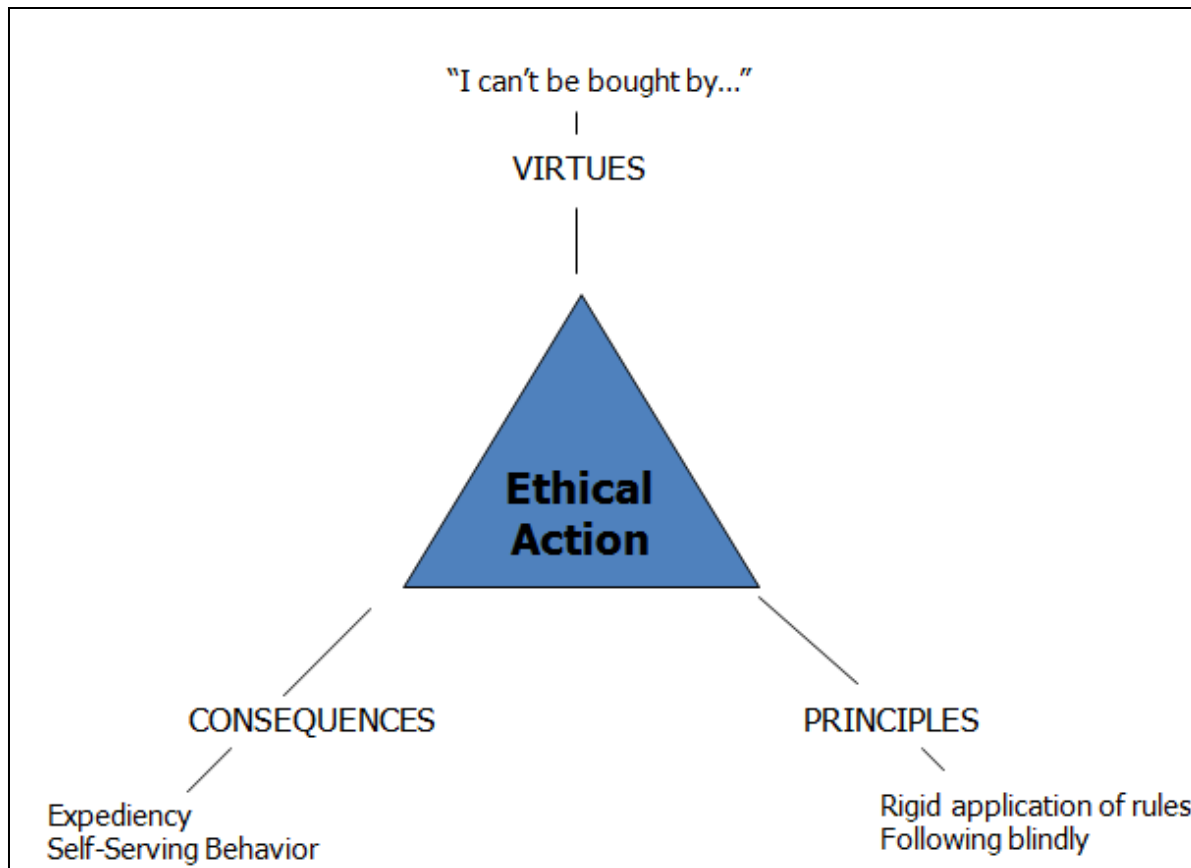 “I can’t be bought by...”
VIRTUES
Ethical
Action
CONSEQUENCES
PRINCIPLES
Expediency
Self-Serving Behavior
Rigid application of rules
Following blindly